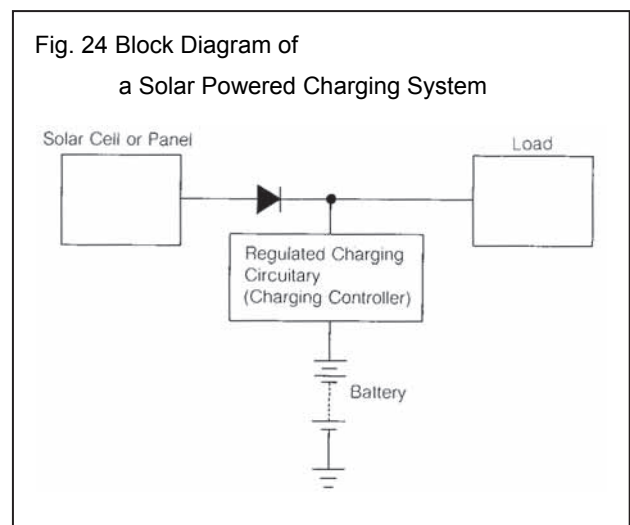 Fig. 24 Block Diagram of
a Solar Powered Charging System
Solar Cell or Panel
Load
Regulated Charging
Circuitary
(Charging Controller)
Battery